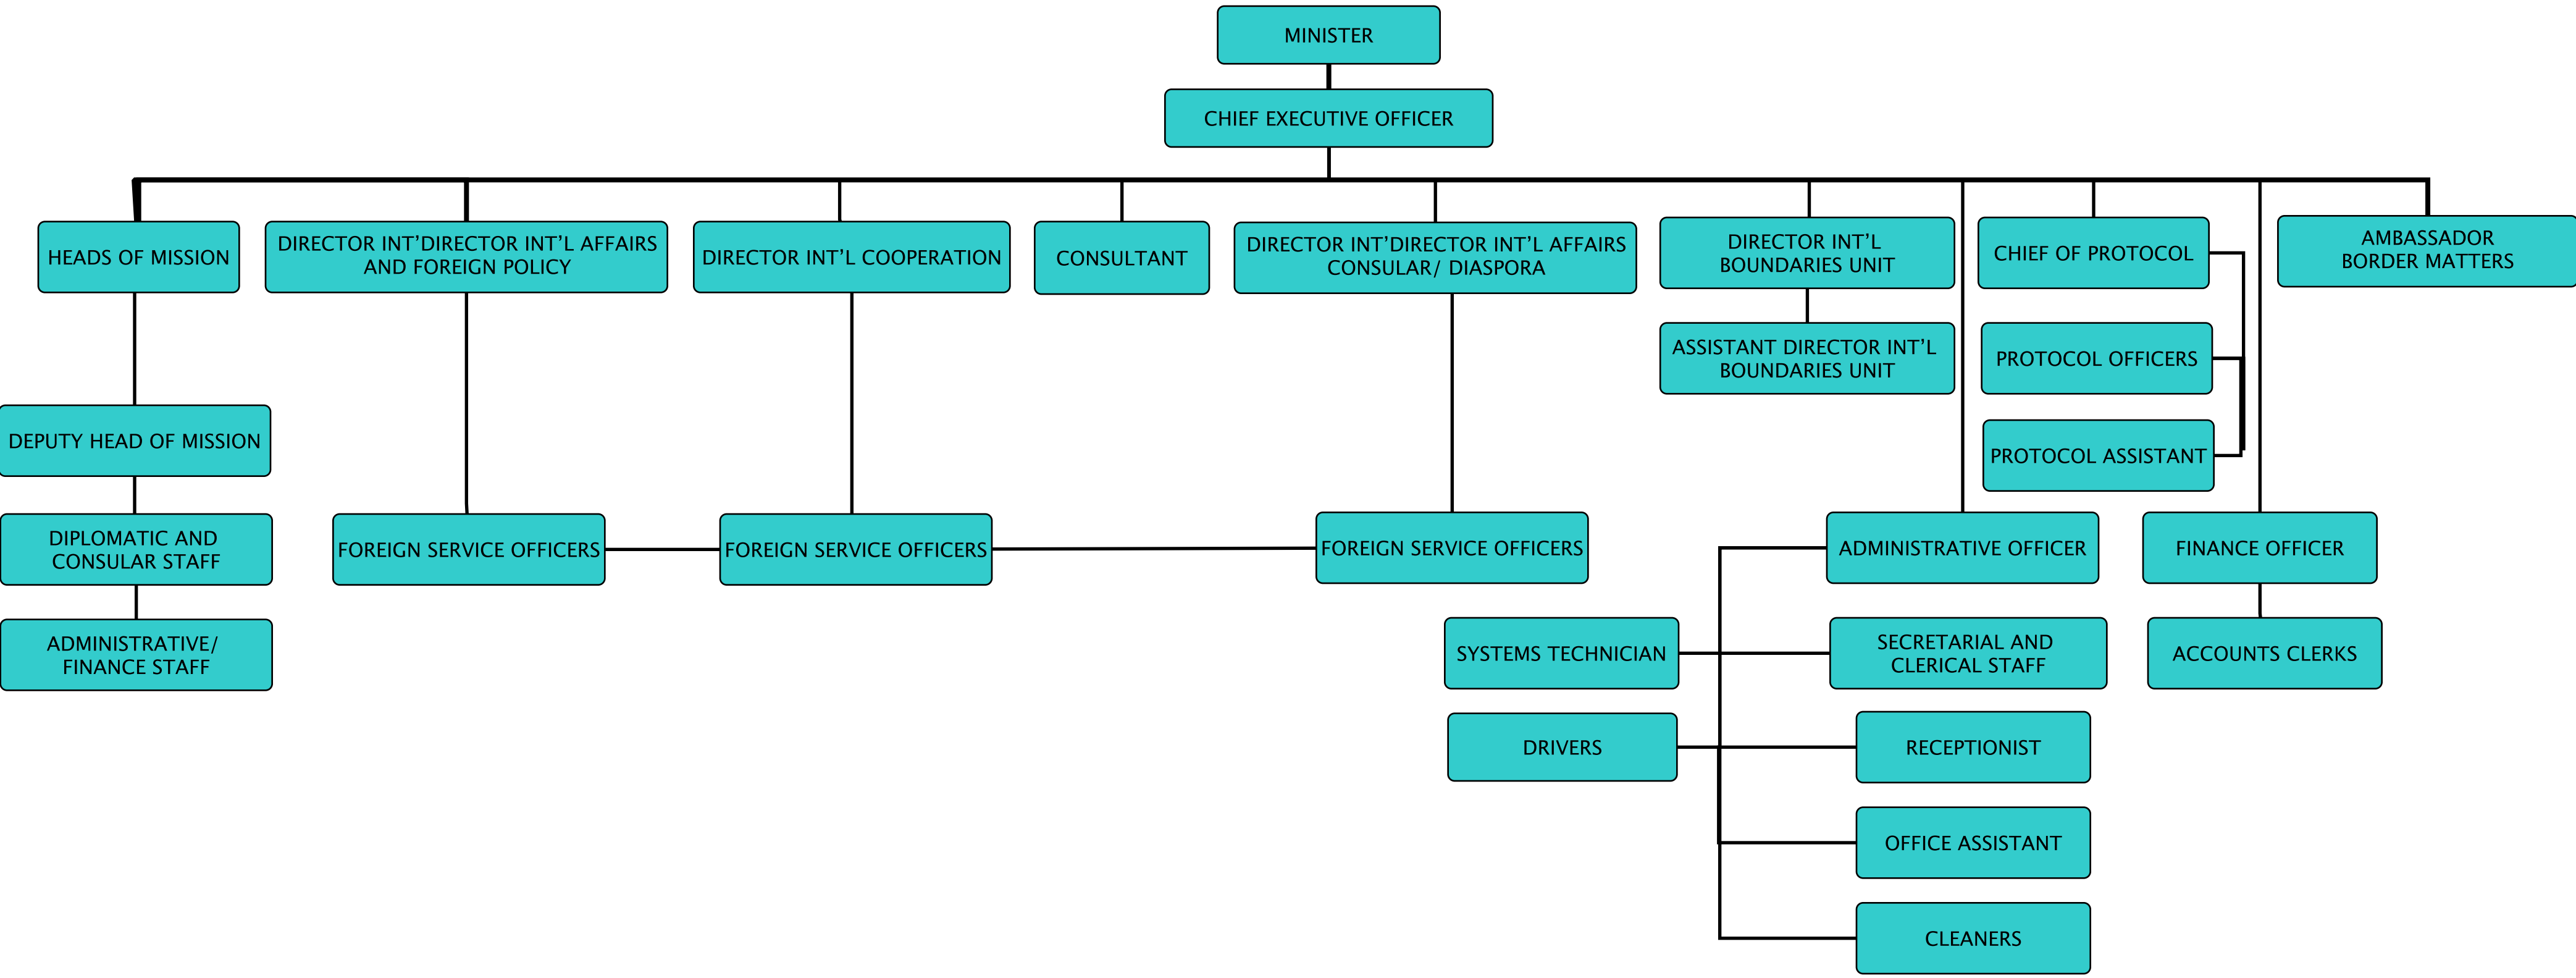 MINISTER
CHIEF EXECUTIVE OFFICER
HEADS OF MISSION
DIRECTOR INT'DIRECTOR INT'L AFFAIRS
AND FOREIGN POLICY
DIRECTOR INT'L COOPERATION
CONSULTANT
DIRECTOR INT'DIRECTOR INT'L AFFAIRS
CONSULAR/ DIASPORA
DIRECTOR INT'L
BOUNDARIES UNIT
CHIEF OF PROTOCOL
AMBASSADOR
BORDER MATTERS
ASSISTANT DIRECTOR INT'L
BOUNDARIES UNIT
PROTOCOL OFFICERS
DEPUTY HEAD OF MISSION
PROTOCOL ASSISTANT
DIPLOMATIC AND
CONSULAR STAFF
FOREIGN SERVICE OFFICERS
FOREIGN SERVICE OFFICERS
FOREIGN SERVICE OFFICERS
ADMINISTRATIVE OFFICER
FINANCE OFFICER
ADMINISTRATIVE/
FINANCE STAFF
SYSTEMS TECHNICIAN
SECRETARIAL AND
CLERICAL STAFF
ACCOUNTS CLERKS
DRIVERS
RECEPTIONIST
OFFICE ASSISTANT
CLEANERS